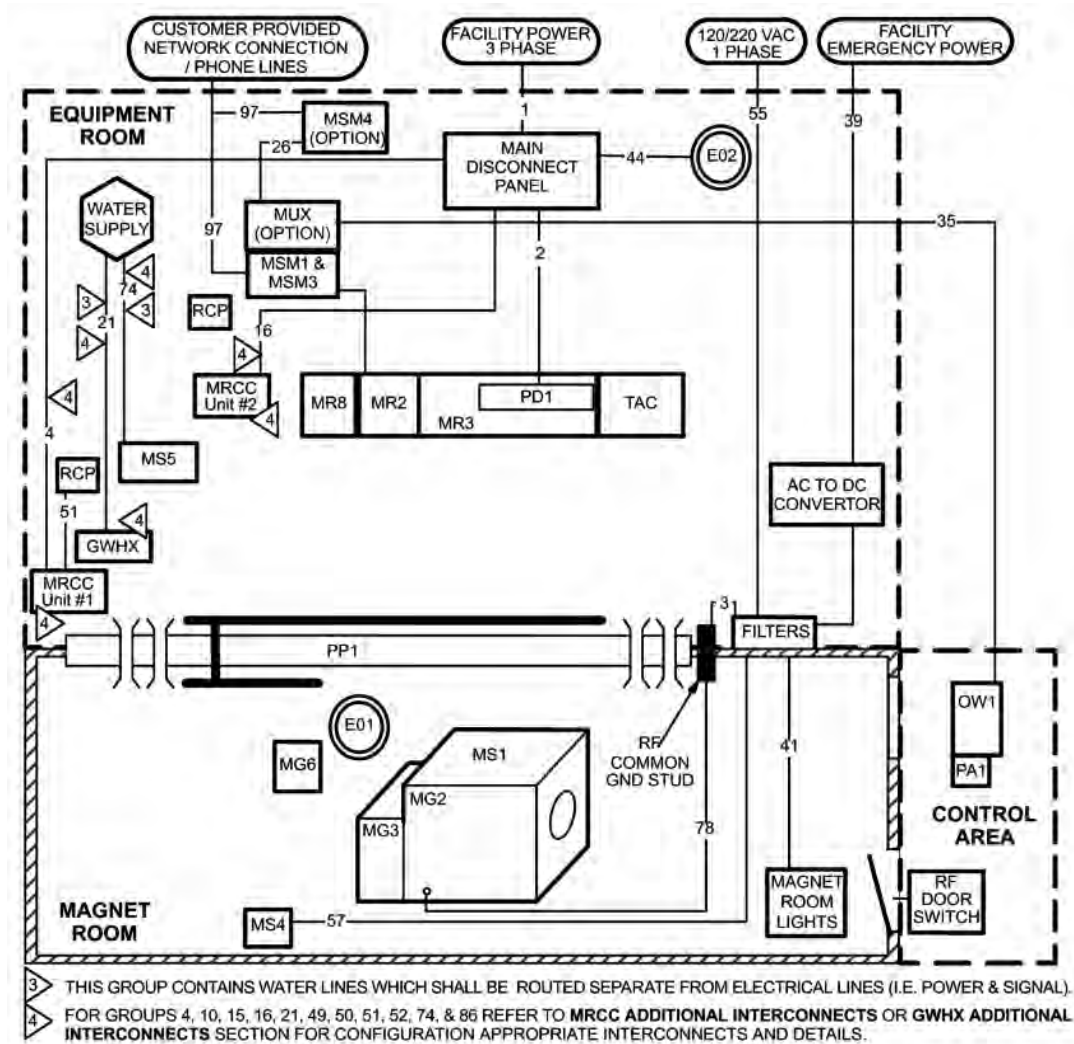 CUSTOMER PROVIDED
NETWORK CONNECTION
/ PHONE LINES
FACILITY POWER
3 PHASE
120/220 VAC
1 PHASE
FACILITY
EMERGENCY POWER
EQUIPMENT
ROOM
97
MSM4
(OPTION)
1
55
39
26
MAIN
DISCONNECT
PANEL
44
E02
WATER
SUPPLY
MUX
(OPTION)
35
97
2
MSM1 &
MSM3
4
74
3
3
21
RCP
16
4
4
MRCC
Unit #2
4
MR8
MR2
MR3
PD1
TAC
4
4
MS5
RCP
AC TO DC
CONVERTOR
51
4
GWHX
MRCC
Unit #1
4
3
FILTERS
PP1
E01
MG6
MS1
RF
COMMON
GND STUD
41
OW1
PA1
MG2
MG3
78
CONTROL
AREA
MAGNET
ROOM
MS4
57
MAGNET
ROOM
LIGHTS
RF
DOOR
SWITCH
3 THIS GROUP CONTAINS WATER LINES WHICH SHALL BE ROUTED SEPARATE FROM ELECTRICAL LINES (I.E. POWER & SIGNAL).
4 FOR GROUPS 4, 10, 15, 16, 21, 49, 50, 51, 52, 74, & 86 REFER TO MRCC ADDITIONAL INTERCONNECTS OR GWHX ADDITIONAL
INTERCONNECTS SECTION FOR CONFIGURATION APPROPRIATE INTERCONNECTS AND DETAILS.